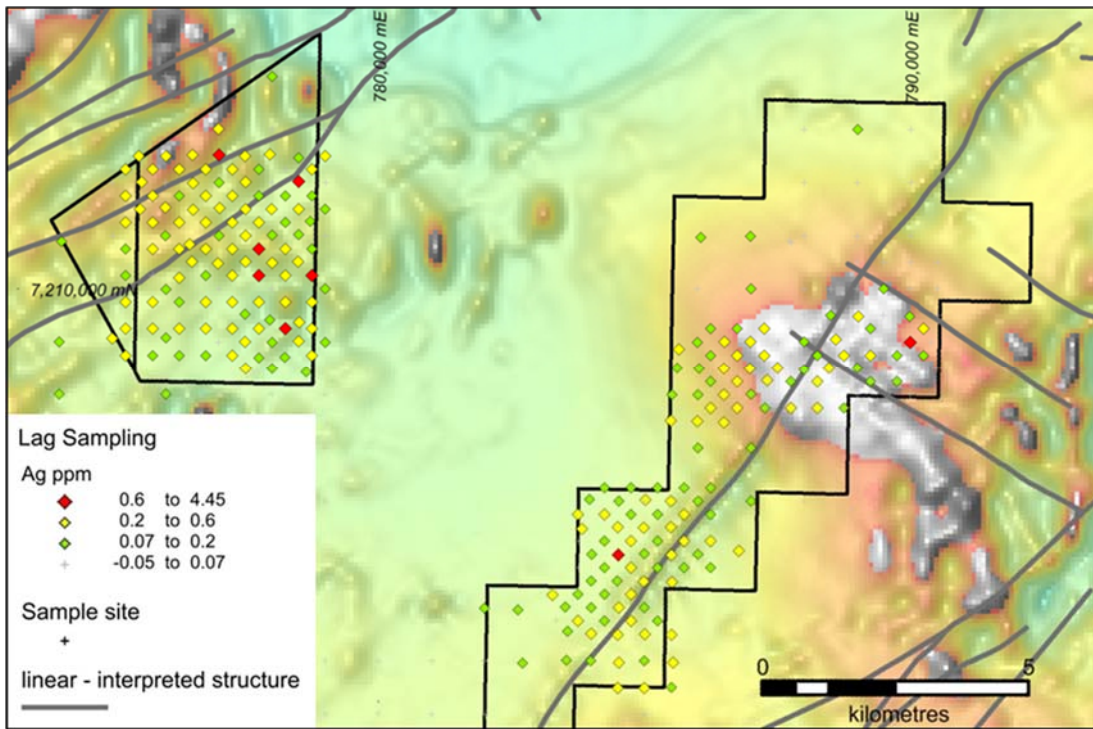 780,000 mE
790,000 mE
7,210,000 mN
Lag Sampling
Ag ppm
0.6 to 4.45
0.2 to 0.6
0.07 to 0.2
-0.05 to 0.07
Sample site
linear - interpreted structure
0 5
kilometres